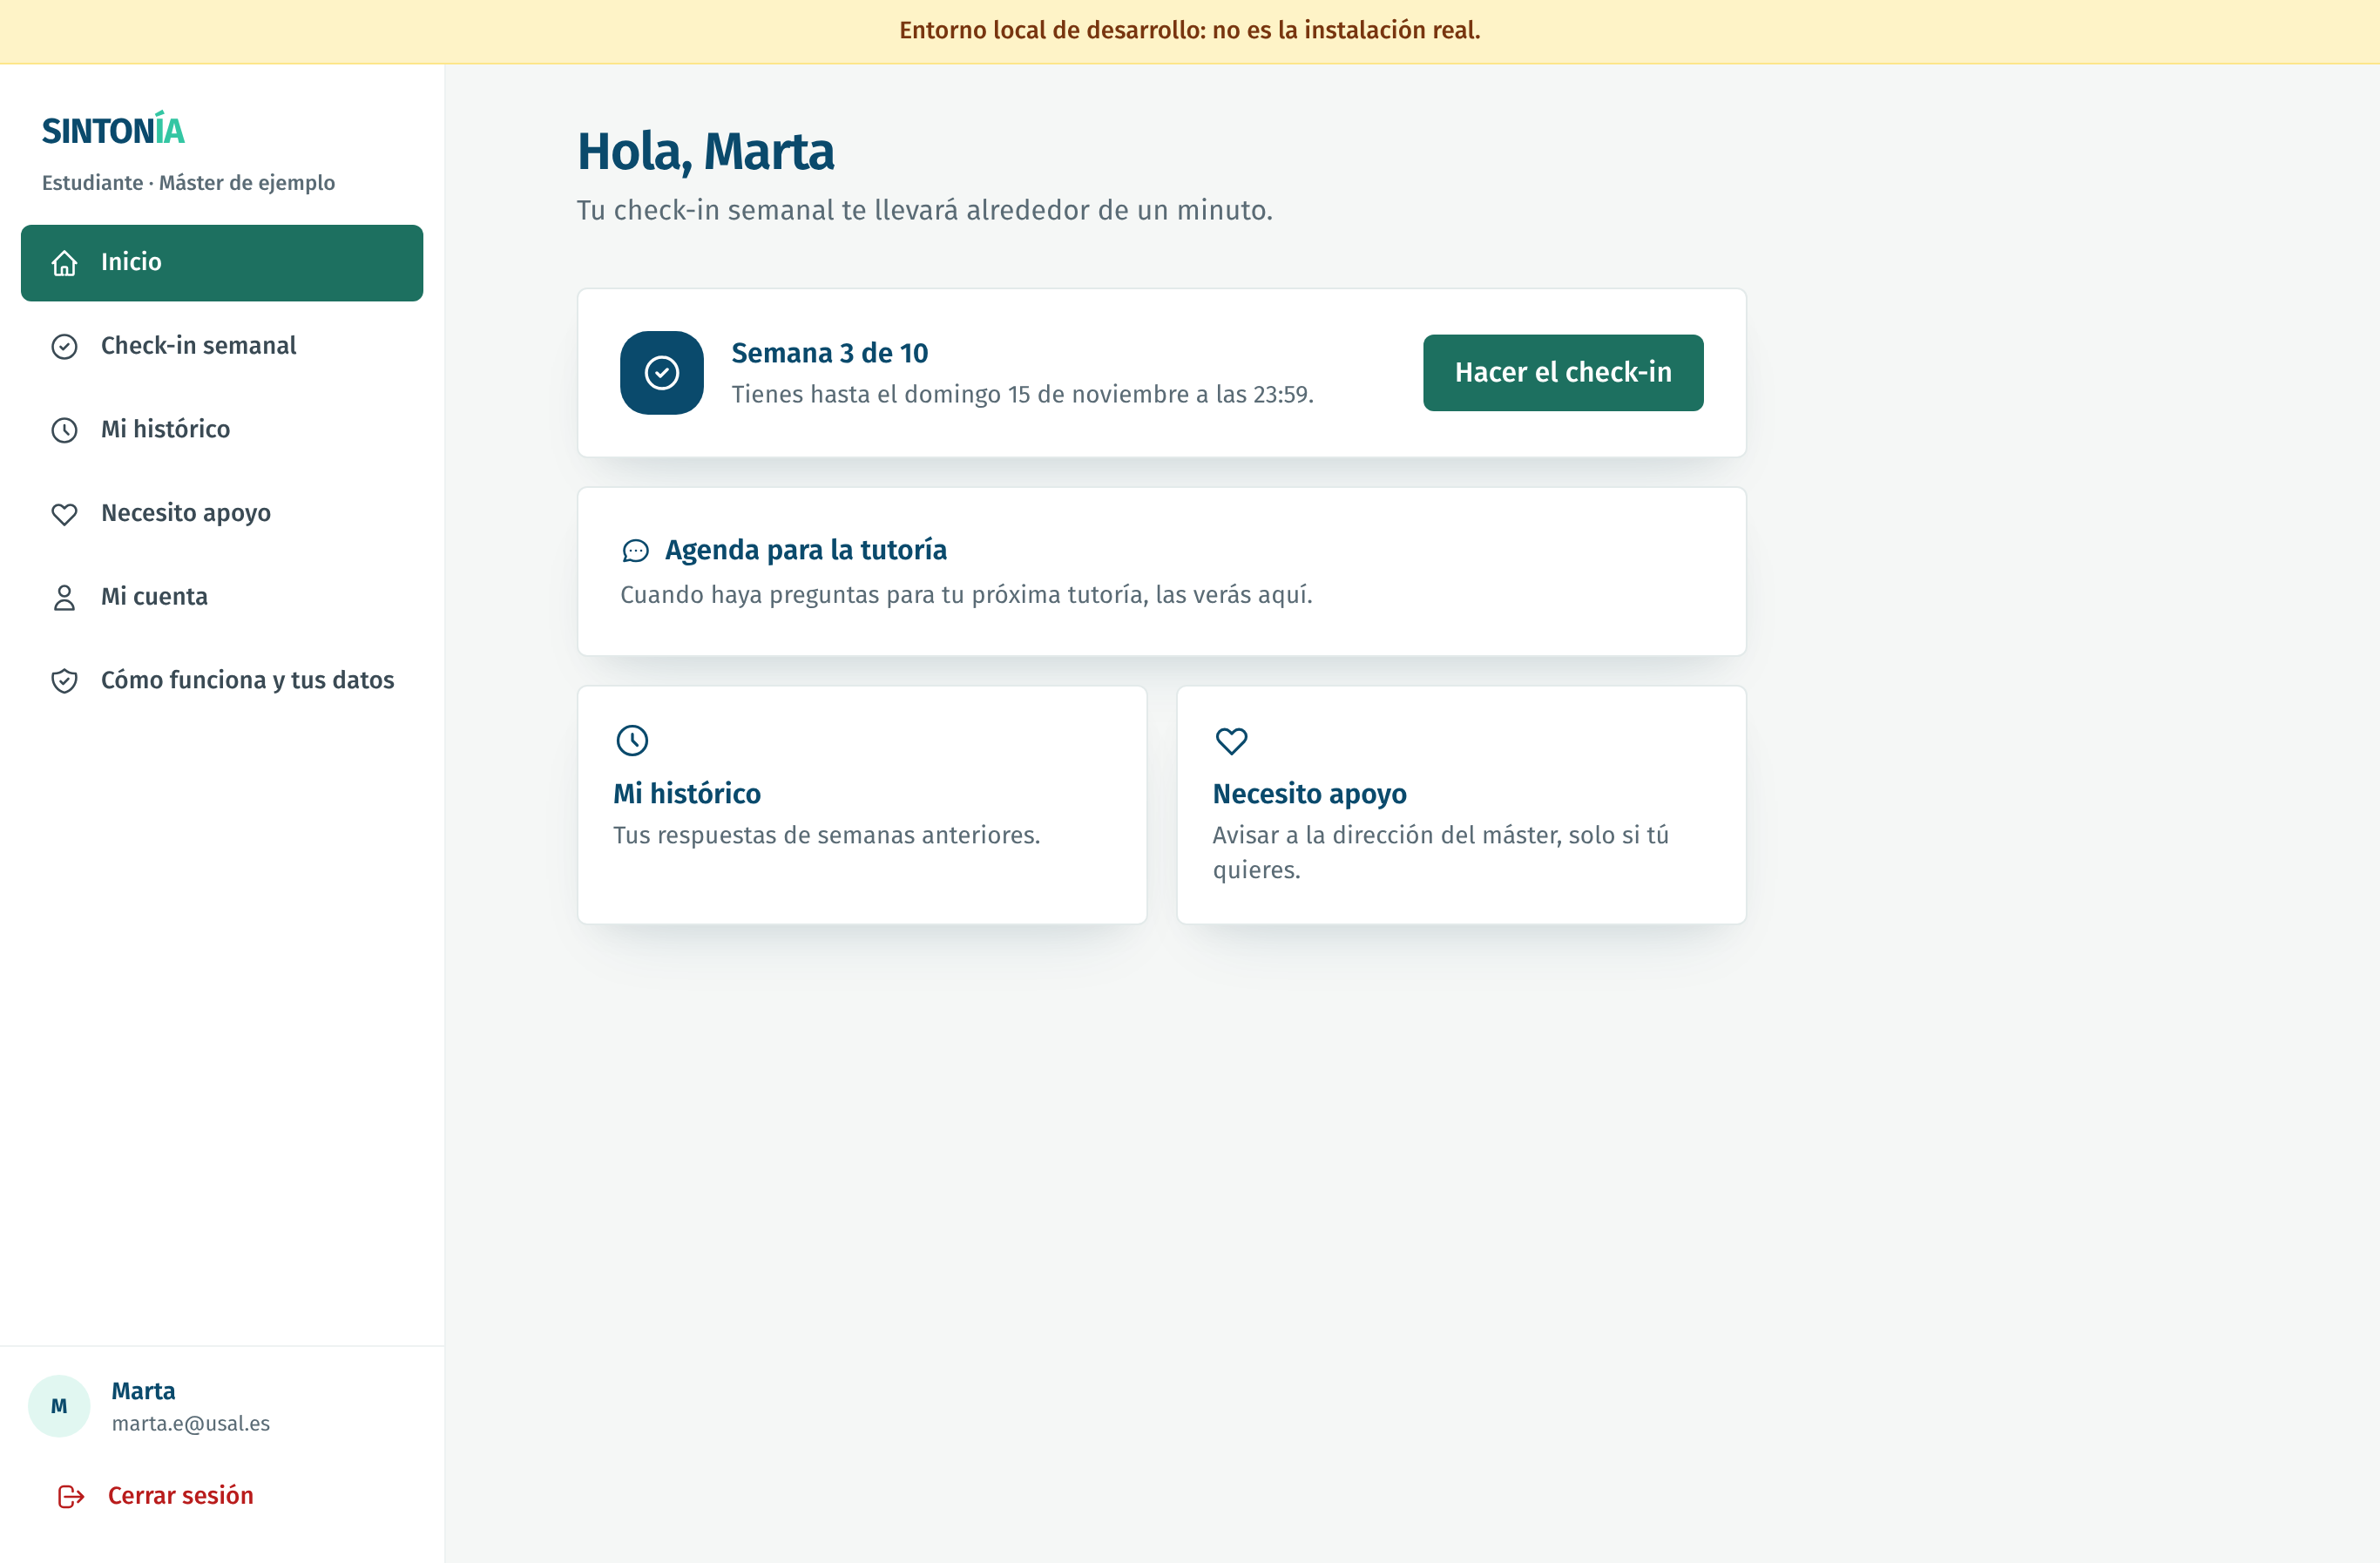 Entorno local de desarrollo: no es la instalación real.
SINTONÍA
Estudiante · Máster de ejemplo
Inicio
Check-in semanal
Mi histórico
Necesito apoyo
Mi cuenta
Cómo funciona y tus datos
Hola, Marta
Tu check-in semanal te llevará alrededor de un minuto.
Semana 3 de 10
Tienes hasta el domingo 15 de noviembre a las 23:59.
Hacer el check-in
Agenda para la tutoría
Cuando haya preguntas para tu próxima tutoría, las verás aquí.
Mi histórico
Tus respuestas de semanas anteriores.
Necesito apoyo
Avisar a la dirección del máster, solo si tú
quieres.
M
Marta
marta.e@usal.es
Cerrar sesión